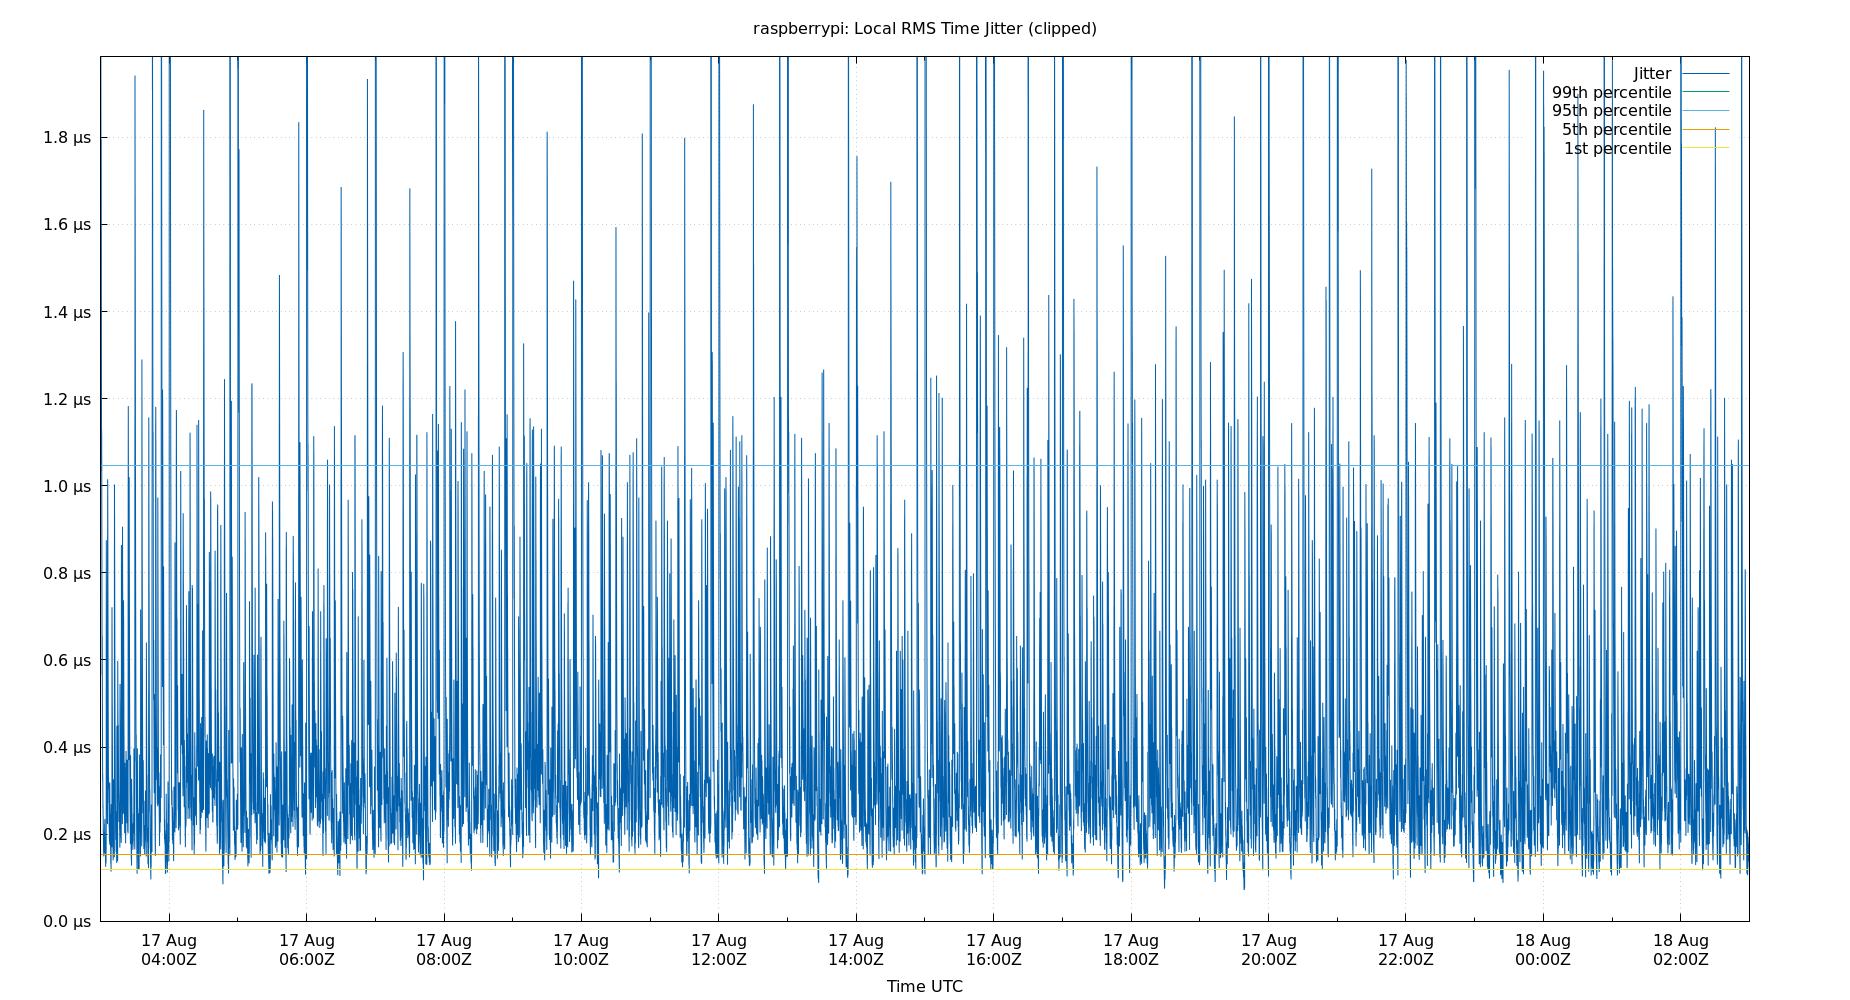 raspberrypi: Local RMS Time Jitter (clipped)
Jitter
99th percentile
95th percentile
5th percentile
1st percentile
1.8 µs
1.6 µs
1.4 µs
1.2 µs
1.0 µs
0.8 µs
0.6 µs
0.4 µs
0.2 µs
0.0 µs
17 Aug 17 Aug 17 Aug 17 Aug 17 Aug 17 Aug 17 Aug 17 Aug 17 Aug 17 Aug 18 Aug 18 Aug
04:00Z 06:00Z 08:00Z 10:00Z 12:00Z 14:00Z 16:00Z 18:00Z 20:00Z 22:00Z 00:00Z 02:00Z
Time UTC